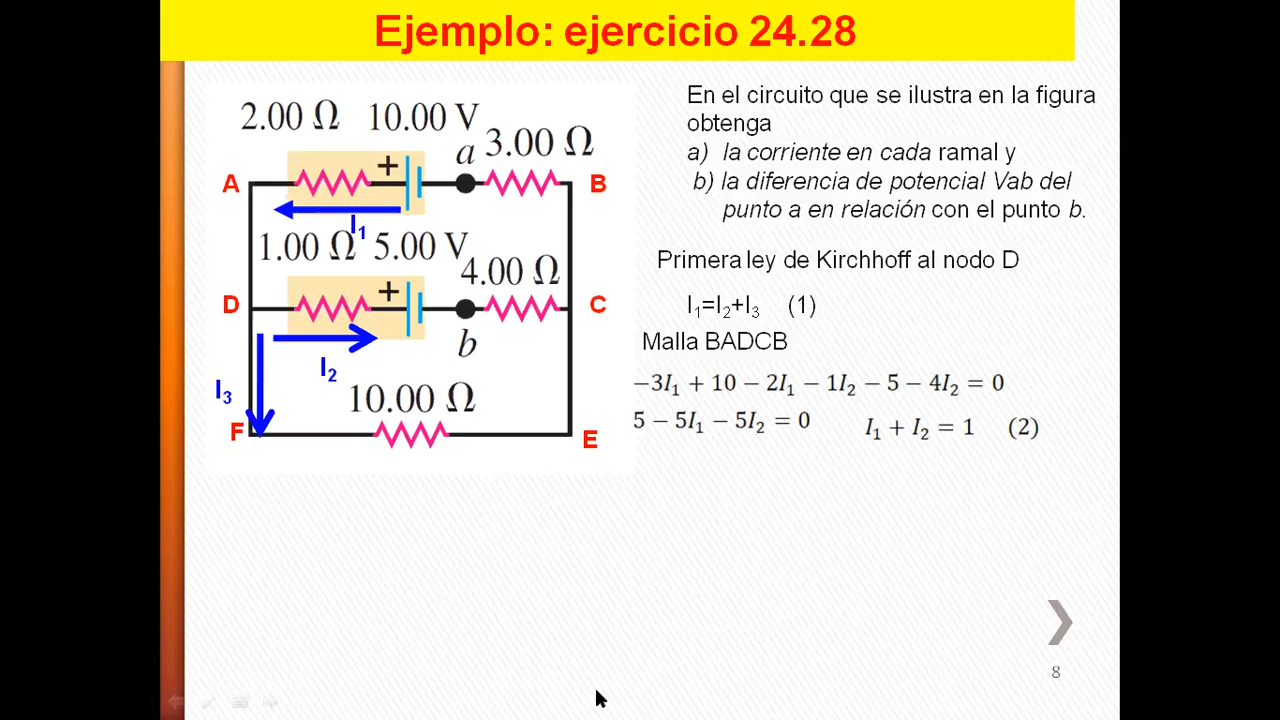 Ejemplo: ejercicio 24.28
2.00 Ω 10.00 V
a 3.00 Ω
+
A B
I₁
1.00 Ω 5.00 V
4.00 Ω
+
D C
b
I₂
I₃
10.00 Ω
F E
En el circuito que se ilustra en la figura
obtenga
a) la corriente en cada ramal y
b) la diferencia de potencial Vab del
punto a en relación con el punto b.
Primera ley de Kirchhoff al nodo D
I₁=I₂+I₃ (1)
Malla BADCB
−3I₁ + 10 − 2I₁ − 1I₂ − 5 − 4I₂ = 0
5 − 5I₁ − 5I₂ = 0 I₁ + I₂ = 1 (2)
8